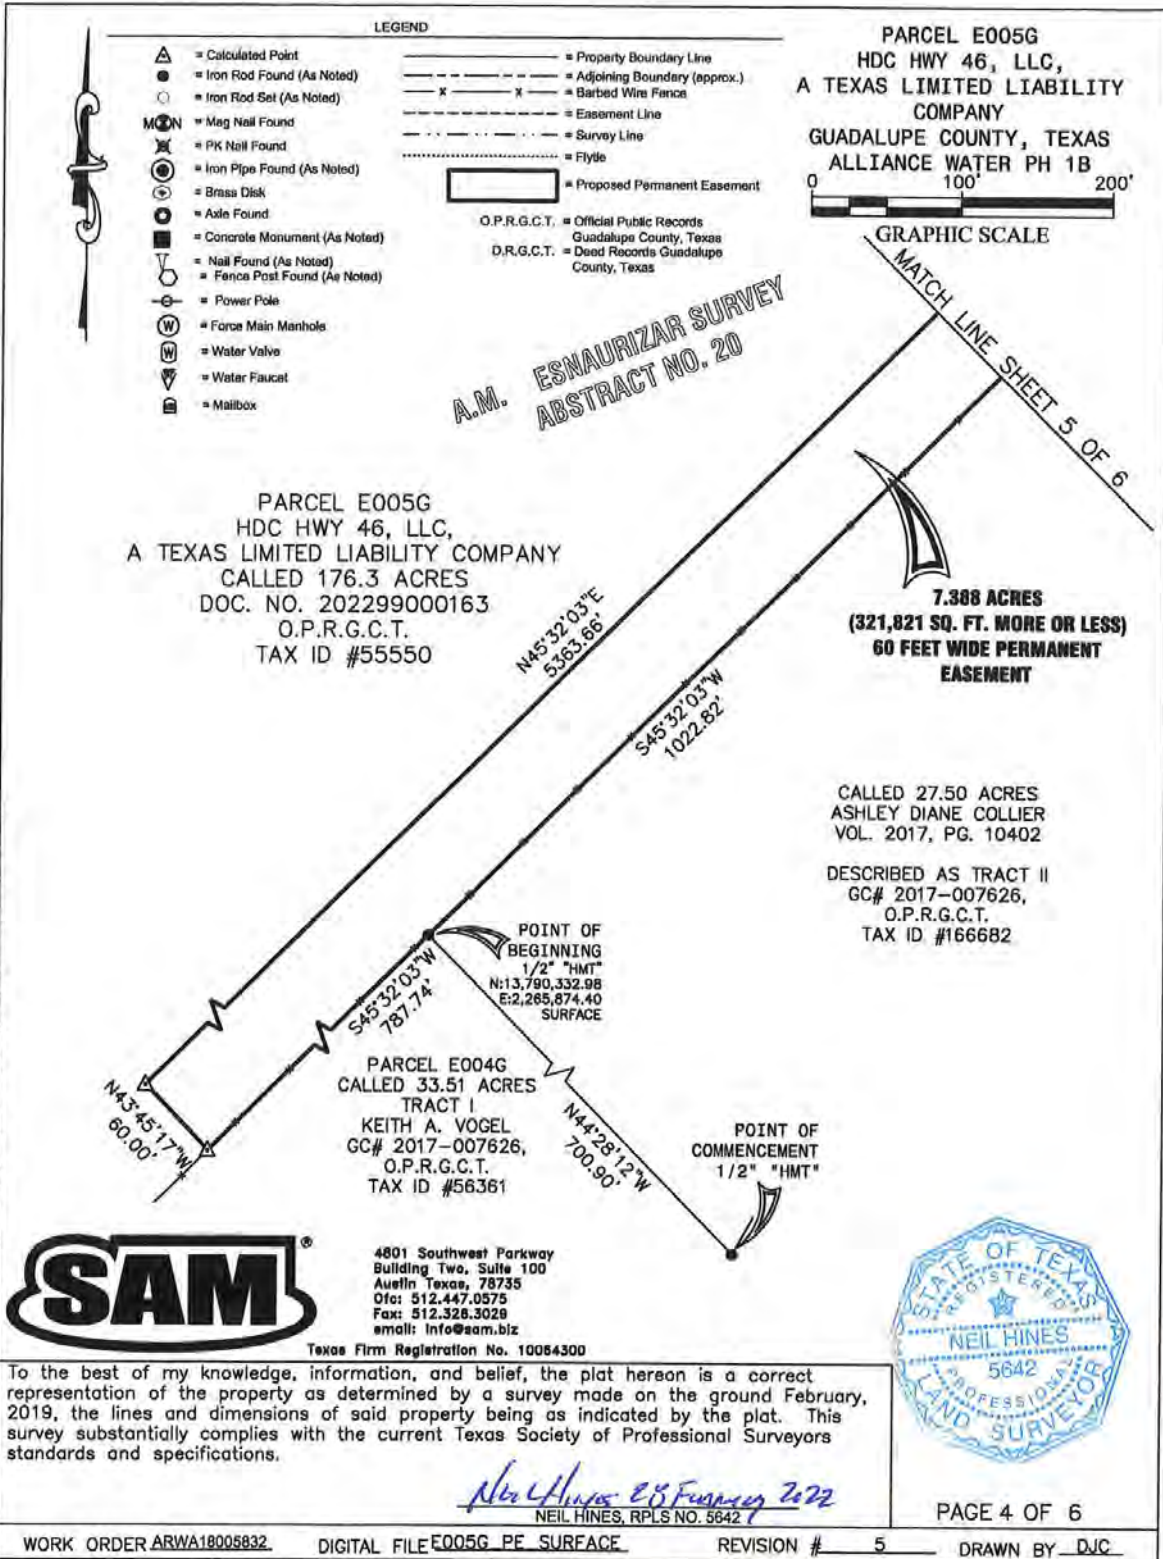 LEGEND
= Calculated Point
= Iron Rod Found (As Noted)
= Iron Rod Set (As Noted)
= Mag Nail Found
= PK Nail Found
= Iron Pipe Found (As Noted)
= Brass Disk
= Axle Found
= Concrete Monument (As Noted)
= Nail Found (As Noted)
= Fence Post Found (As Noted)
= Power Pole
W = Force Main Manhole
W = Water Valve
= Water Faucet
= Mailbox
= Property Boundary Line
= Adjoining Boundary (approx.)
x x = Barbed Wire Fence
= Easement Line
= Survey Line
= Flytie
= Proposed Permanent Easement
O.P.R.G.C.T. = Official Public Records
Guadalupe County, Texas
D.R.G.C.T. = Deed Records Guadalupe
County, Texas
PARCEL E005G
HDC HWY 46, LLC,
A TEXAS LIMITED LIABILITY
COMPANY
GUADALUPE COUNTY, TEXAS
ALLIANCE WATER PH 1B
0 100' 200'
GRAPHIC SCALE
MATCH LINE SHEET 5 OF 6
A.M. ESNAURIZAR SURVEY
ABSTRACT NO. 20
PARCEL E005G
HDC HWY 46, LLC,
A TEXAS LIMITED LIABILITY COMPANY
CALLED 176.3 ACRES
DOC. NO. 202299000163
O.P.R.G.C.T.
TAX ID #55550
N45°32'03"E
5363.66'
7.388 ACRES
(321,821 SQ. FT. MORE OR LESS)
60 FEET WIDE PERMANENT
EASEMENT
S45°32'03"W
1022.82'
CALLED 27.50 ACRES
ASHLEY DIANE COLLIER
VOL. 2017, PG. 10402
DESCRIBED AS TRACT II
GC# 2017-007626,
O.P.R.G.C.T.
TAX ID #166682
POINT OF
BEGINNING
1/2" "HMT"
N:13,790,332.98
E:2,265,874.40
SURFACE
S45°32'03"W
787.74'
PARCEL E004G
CALLED 33.51 ACRES
TRACT I
KEITH A. VOGEL
GC# 2017-007626,
O.P.R.G.C.T.
TAX ID #56361
N43°45'17"W
60.00'
N44°28'12"W
700.90'
POINT OF
COMMENCEMENT
1/2" "HMT"
SAM®
4801 Southwest Parkway
Building Two, Suite 100
Austin Texas, 78735
Ofc: 512.447.0575
Fax: 512.326.3029
email: info@sam.biz
Texas Firm Registration No. 10064300
STATE OF TEXAS
REGISTERED
NEIL HINES
5642
PROFESSIONAL
LAND SURVEYOR
To the best of my knowledge, information, and belief, the plat hereon is a correct
representation of the property as determined by a survey made on the ground February,
2019, the lines and dimensions of said property being as indicated by the plat. This
survey substantially complies with the current Texas Society of Professional Surveyors
standards and specifications.
Neil Hines 2022
NEIL HINES, RPLS NO. 5642
PAGE 4 OF 6
WORK ORDER ARWA18005832 DIGITAL FILE E005G PE SURFACE REVISION # 5 DRAWN BY DJC